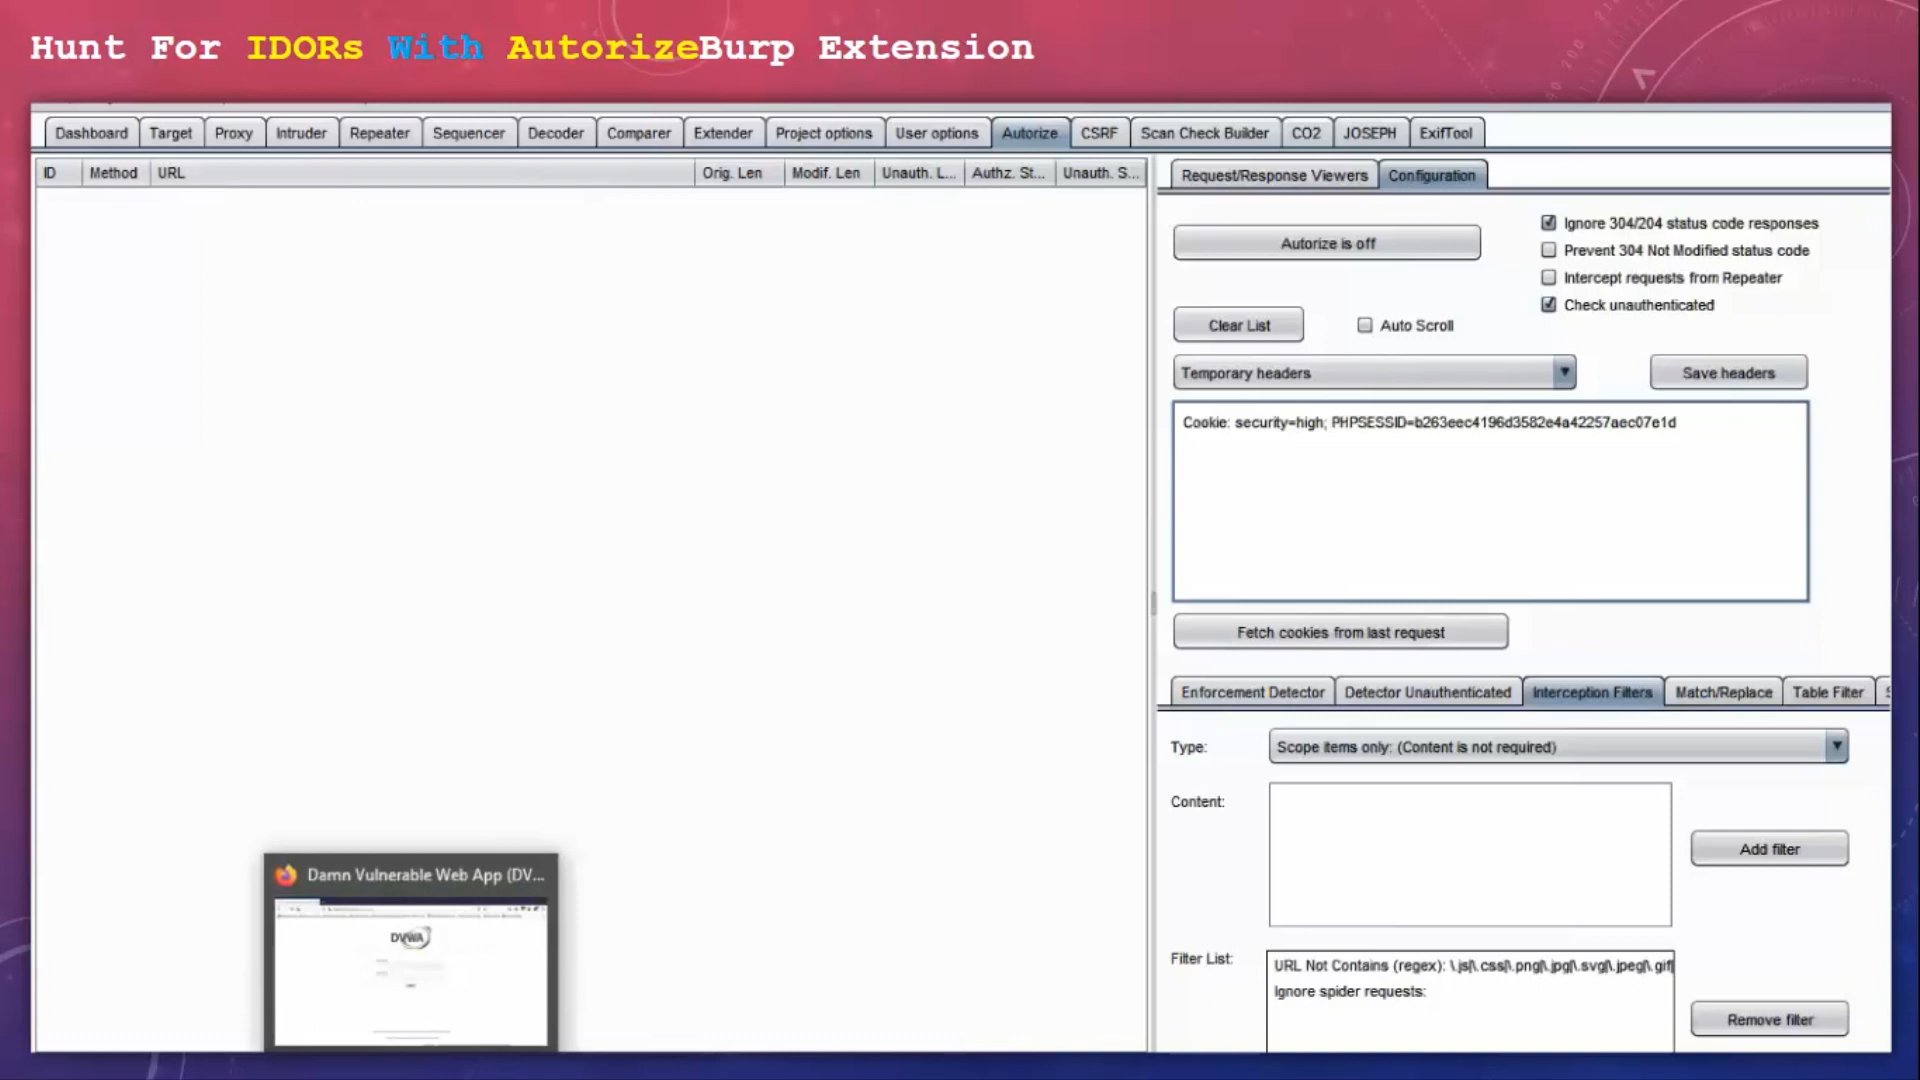 Hunt For IDORs With AutorizeBurp Extension
Dashboard Target Proxy Intruder Repeater Sequencer Decoder Comparer Extender Project options User options Autorize CSRF Scan Check Builder CO2 JOSEPH ExifTool
ID Method URL Orig. Len Modif. Len Unauth. L... Authz. St... Unauth. S...
Request/Response Viewers Configuration
Autorize is off
Ignore 304/204 status code responses
Prevent 304 Not Modified status code
Intercept requests from Repeater
Check unauthenticated
Clear List
Auto Scroll
Temporary headers
Save headers
Cookie: security=high; PHPSESSID=b263eec4196d3582e4a42257aec07e1d
Fetch cookies from last request
Enforcement Detector Detector Unauthenticated Interception Filters Match/Replace Table Filter
Type:
Scope items only: (Content is not required)
Content:
Add filter
Filter List:
URL Not Contains (regex): \.js|\.css|\.png|\.jpg|\.svg|\.jpeg|\.gif|
Ignore spider requests:
Remove filter
Damn Vulnerable Web App (DV...
DVWA